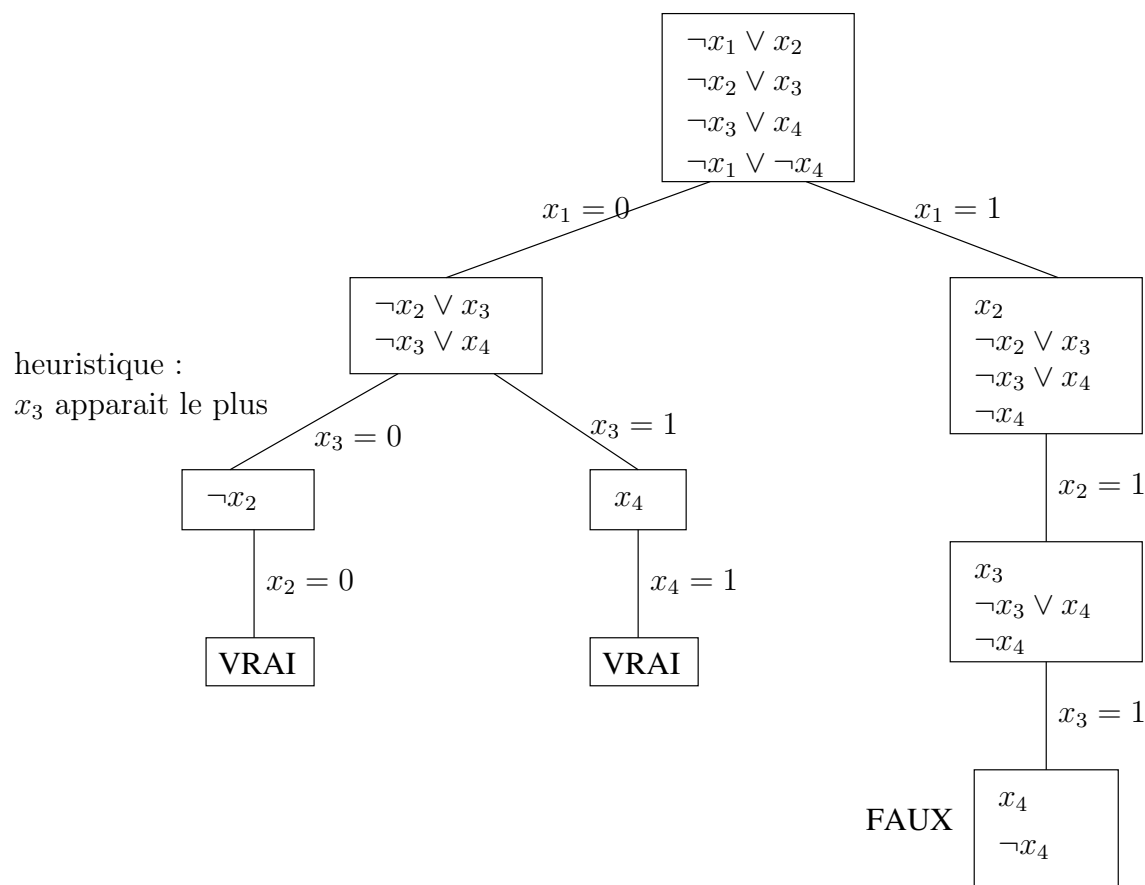 ¬x₁ ∨ x₂
¬x₂ ∨ x₃
¬x₃ ∨ x₄
¬x₁ ∨ ¬x₄
x₁ = 0
x₁ = 1
¬x₂ ∨ x₃
¬x₃ ∨ x₄
x₂
¬x₂ ∨ x₃
¬x₃ ∨ x₄
¬x₄
heuristique :
x₃ apparait le plus
x₃ = 0
x₃ = 1
x₂ = 1
¬x₂
x₄
x₂ = 0
x₄ = 1
x₃
¬x₃ ∨ x₄
¬x₄
VRAI
VRAI
x₃ = 1
FAUX
x₄
¬x₄